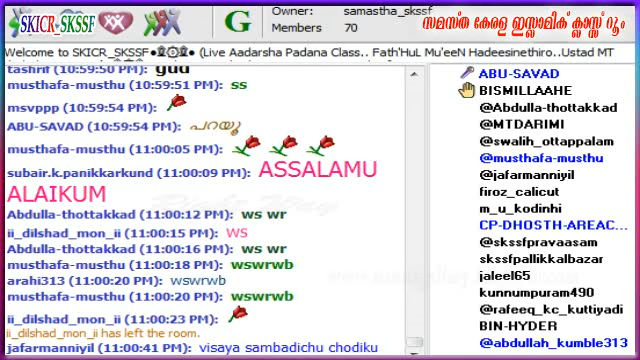 SKICR_SKSSF
G
Owner: samastha_skssf
Members 70
സമസ്ത കേരള ഇസ്ലാമിക് ക്ലാസ്സ് റൂം
Welcome to SKICR_SKSSF (Live Aadarsha Padana Class.. Fath'HuL Mu'eeN Hadeesinethiro..Ustad MT
tashrif (10:59:50 PM): gud
musthafa-musthu (10:59:51 PM): ss
msvppp (10:59:54 PM):
ABU-SAVAD (10:59:54 PM): പറയൂ
musthafa-musthu (11:00:05 PM):
subair.k.panikkarkund (11:00:09 PM): ASSALAMU
ALAIKUM
Abdulla-thottakkad (11:00:12 PM): ws wr
ii_dilshad_mon_ii (11:00:15 PM): ws
Abdulla-thottakkad (11:00:16 PM): ws wr
musthafa-musthu (11:00:18 PM): wswrwb
arahi313 (11:00:20 PM): wswrwb
musthafa-musthu (11:00:20 PM): wswrwb
ii_dilshad_mon_ii (11:00:23 PM):
ii_dilshad_mon_ii has left the room.
jafarmanniyil (11:00:41 PM): visaya sambadichu chodiku
ABU-SAVAD
BISMILLAAHE
@Abdulla-thottakkad
@MTDARIMI
@swalih_ottappalam
@musthafa-musthu
@jafarmanniyil
firoz_calicut
m_u_kodinhi
CP-DHOSTH-AREAC...
@skssfpravaasam
skssfpallikkalbazar
jaleel65
kunnumpuram490
@rafeeq_kc_kuttiyadi
BIN-HYDER
@abdullah_kumble313